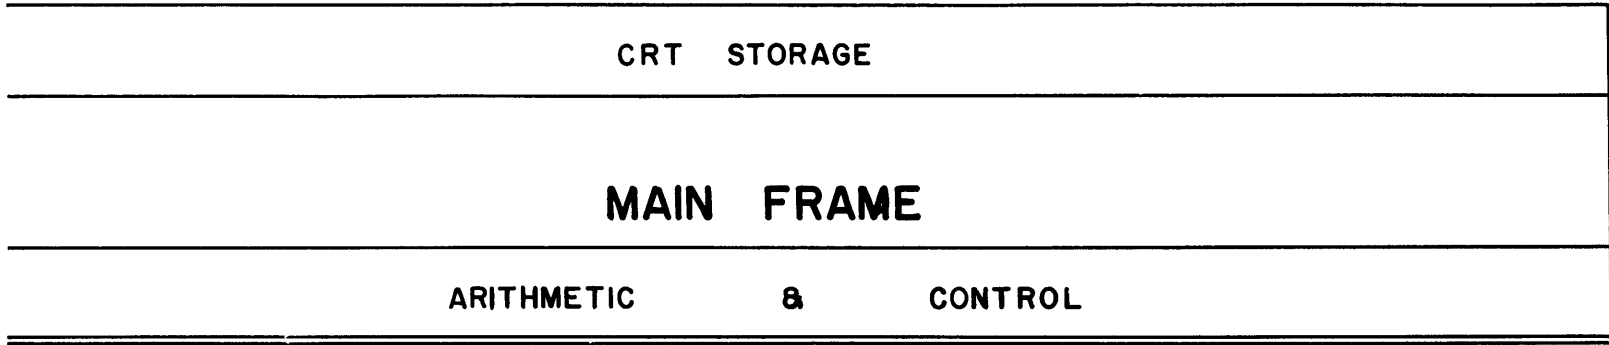 CRT STORAGE
MAIN FRAME
ARITHMETIC & CONTROL